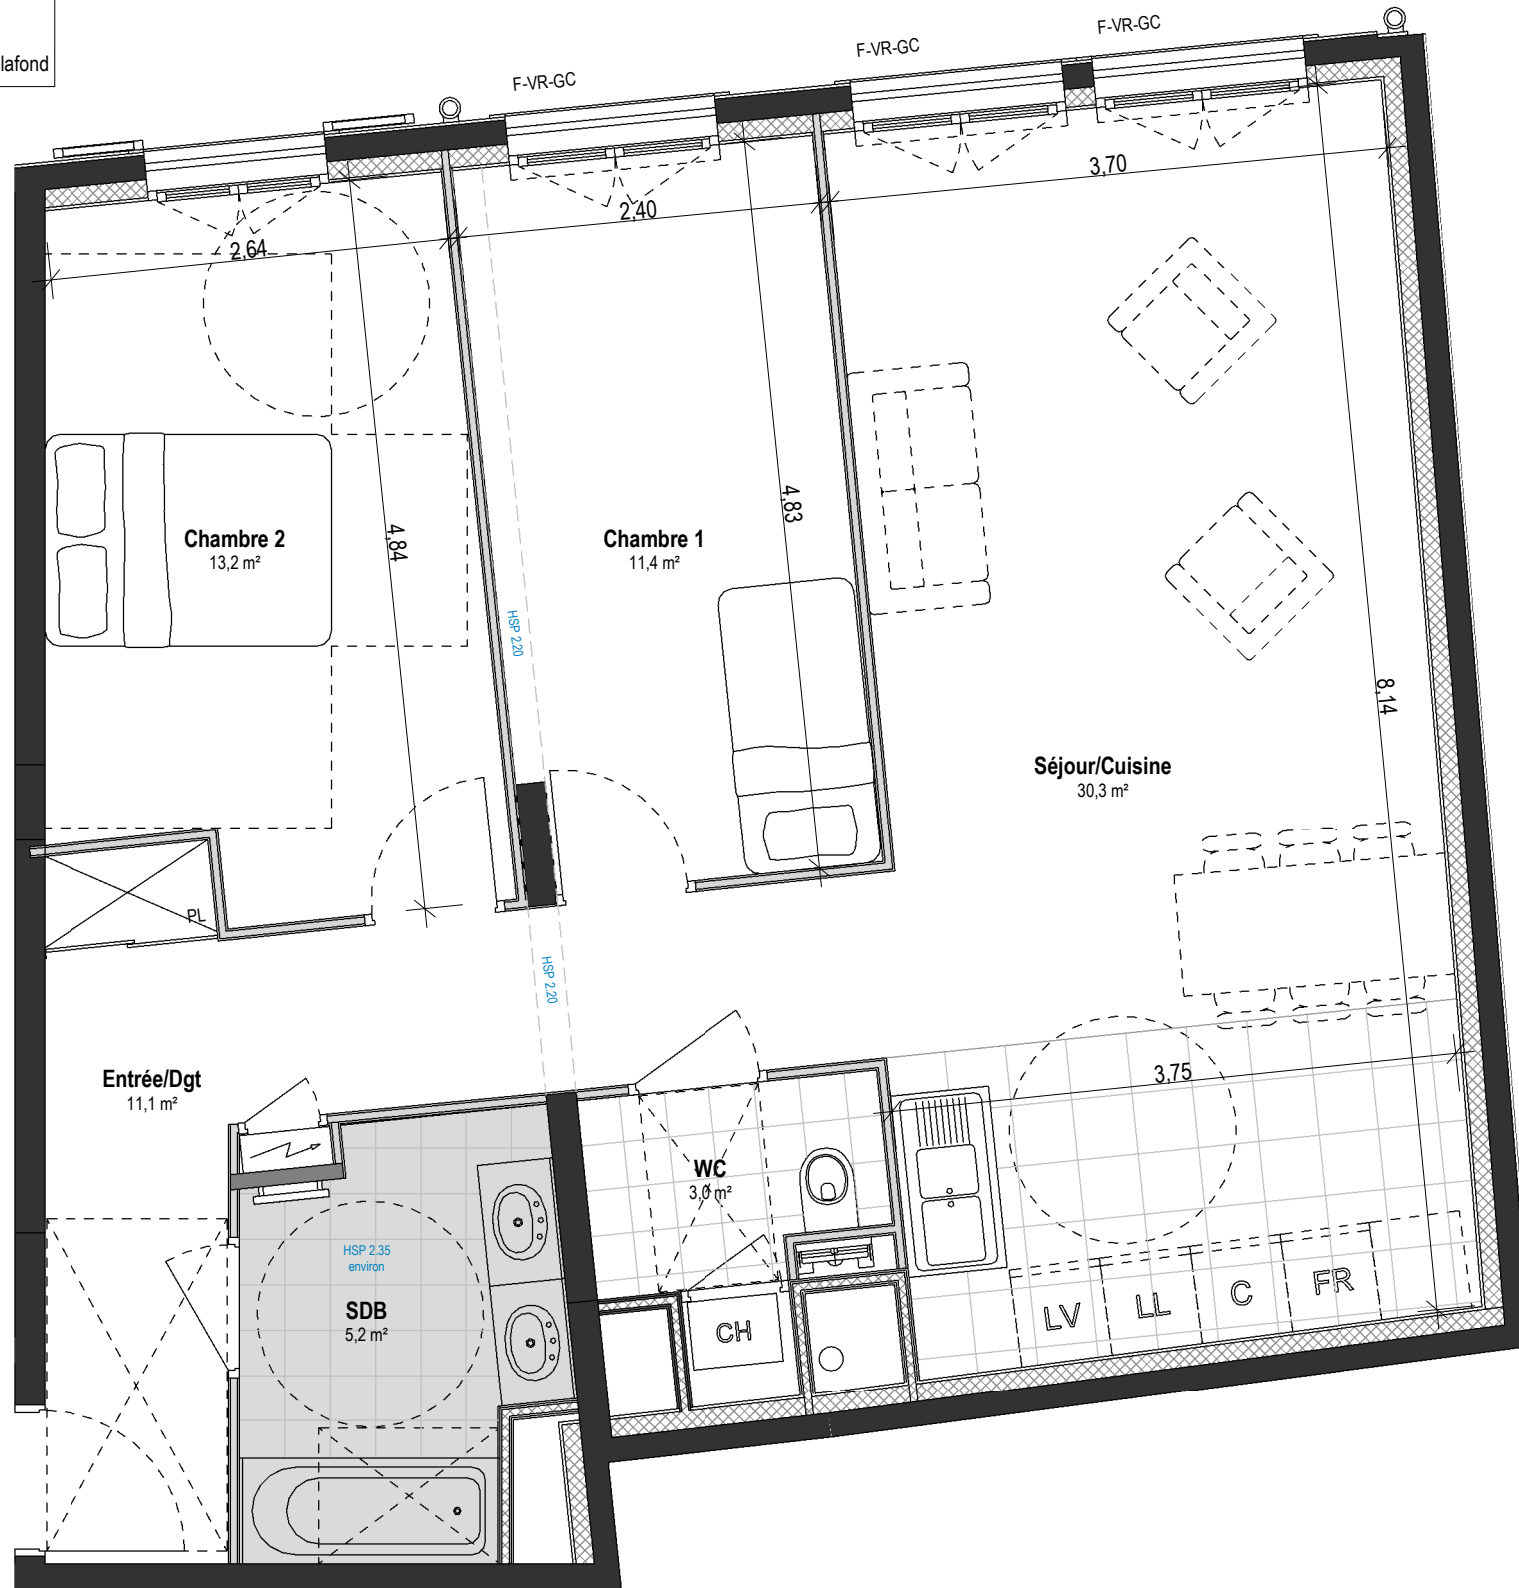 lafond
F-VR-GC
F-VR-GC
F-VR-GC
2,64
2,40
3,70
4,84
4,83
8,14
Chambre 2
13,2 m²
Chambre 1
11,4 m²
HSP 2.20
Séjour/Cuisine
30,3 m²
PL
HSP 2.20
Entrée/Dgt
11,1 m²
3,75
WC
3,0 m²
HSP 2.35
environ
SDB
5,2 m²
CH
LV
LL
C
FR